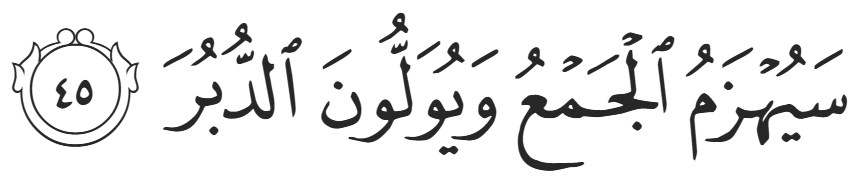 سَيُهۡزَمُ ٱلۡجَمۡعُ وَيُوَلُّونَ ٱلدُّبُرَ ٤٥